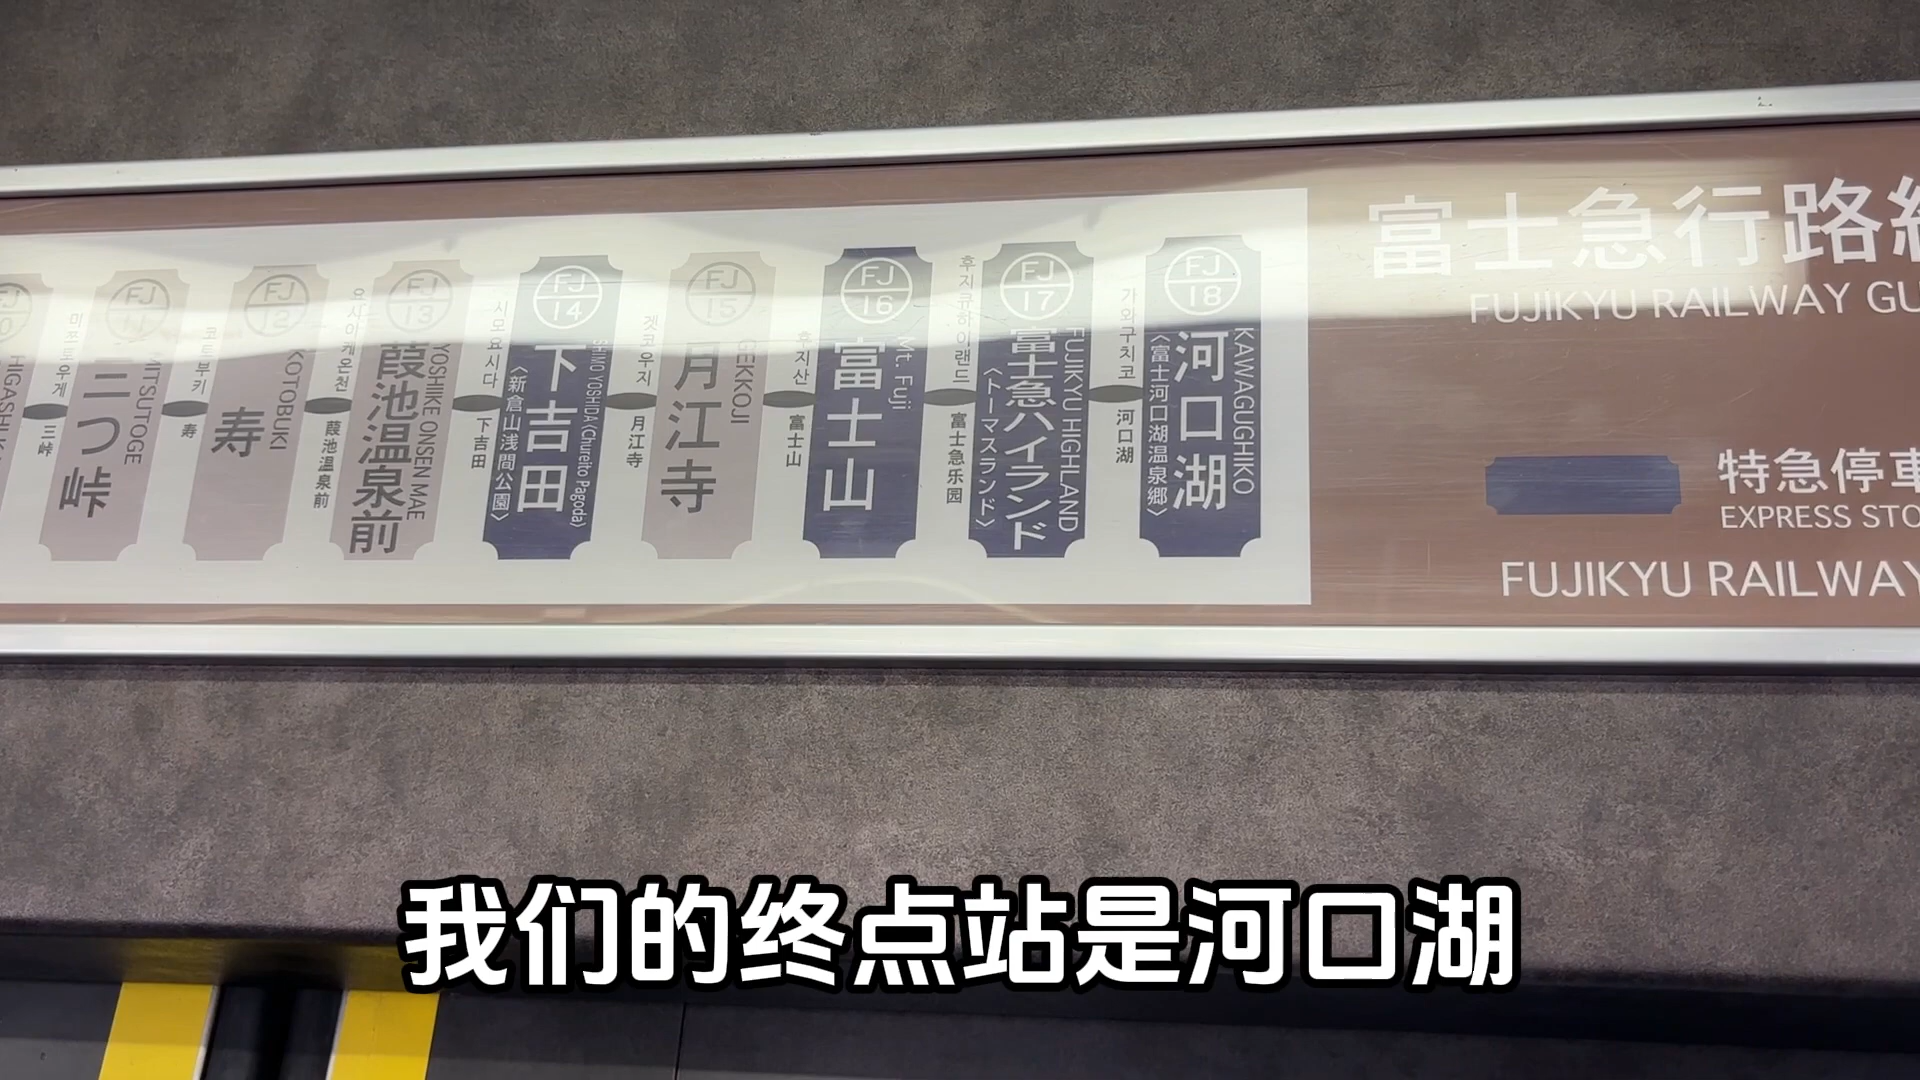 富士急行路
FUJIKYU RAILWAY GU
特急停車
EXPRESS STO
FUJIKYU RAILWAY
HIGASHI
FJ
11
三つ峠
MITSUTOGE
三峠
FJ
12
寿
KOTOBUKI
코토부키
寿
FJ
13
葭池温泉前
YOSHIKE ONSEN MAE
요시이케온천
葭池温泉前
FJ
14
下吉田
SHIMO YOSHIDA (Chureito Pagoda)
〈新倉山浅間公園〉
시모요시다
下吉田
FJ
15
月江寺
GEKKOJI
겟코우지
月江寺
FJ
16
富士山
Mt. Fuji
후지산
富士山
FJ
17
富士急ハイランド
FUJIKYU HIGHLAND
〈トーマスランド〉
후지큐하이랜드
富士急乐园
FJ
18
河口湖
KAWAGUGHIKO
〈富士河口湖温泉郷〉
가와구치코
河口湖
我们的终点站是河口湖